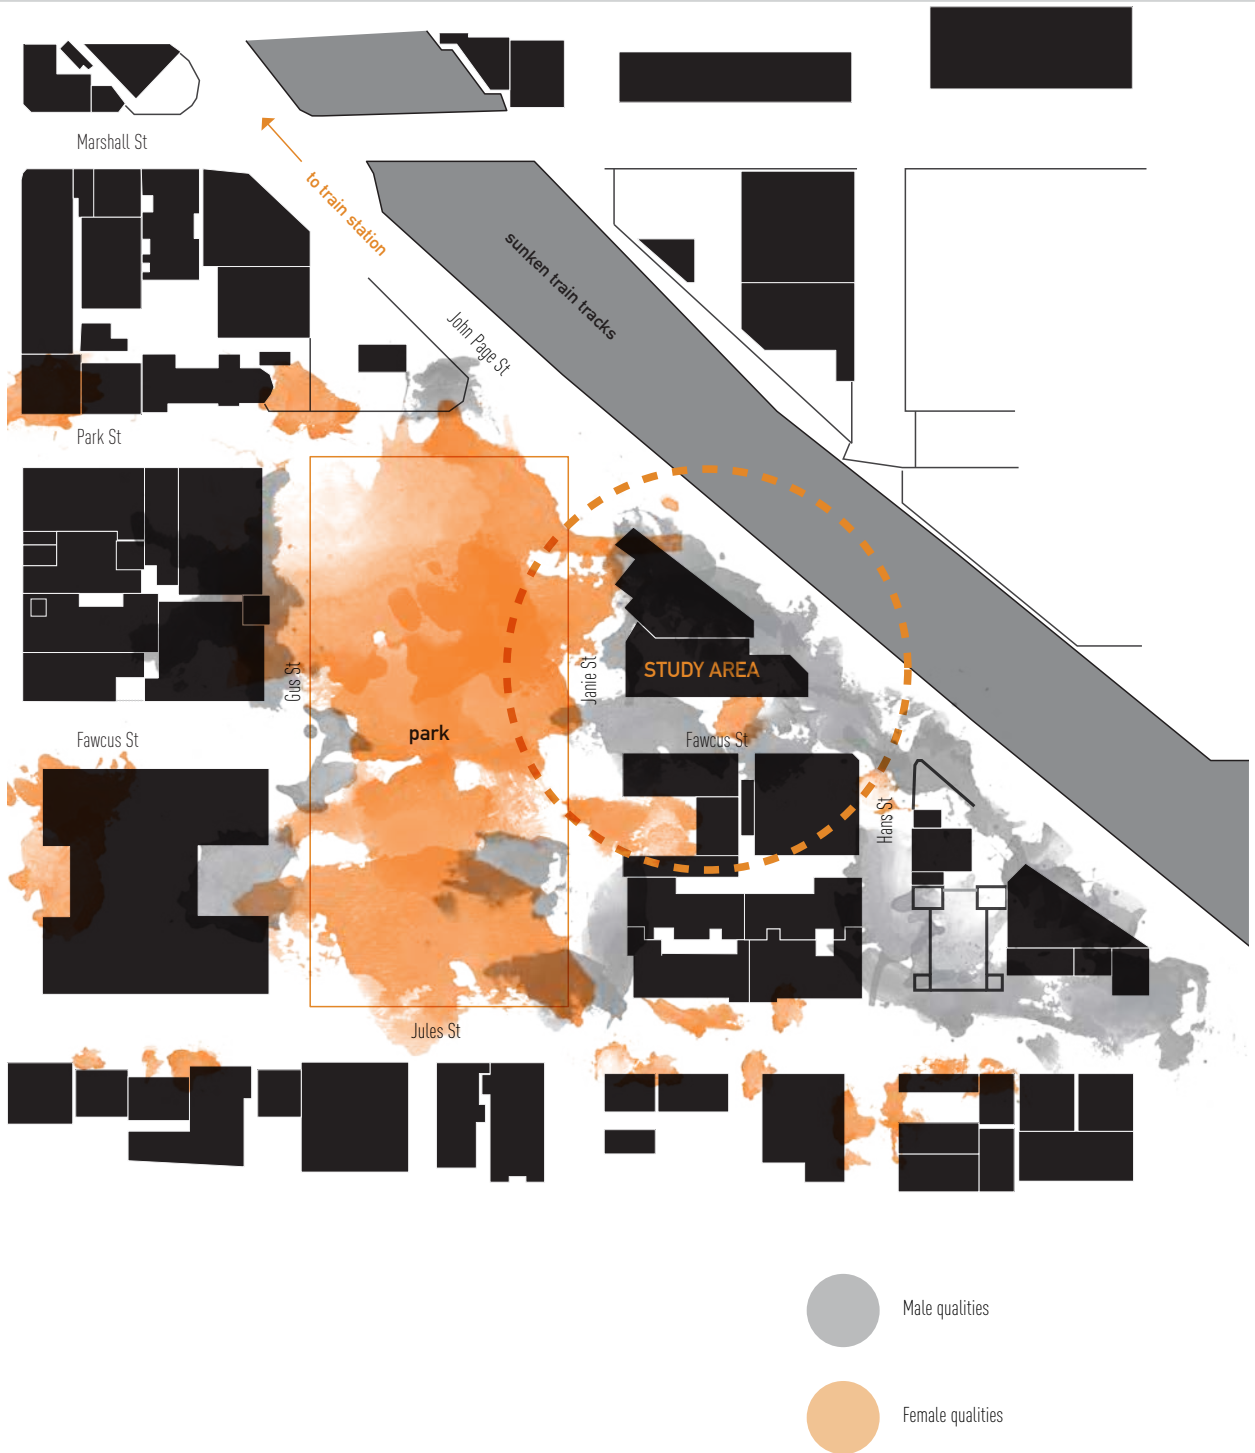 Marshall St
to train station
sunken train tracks
John Page St
Park St
STUDY AREA
Gus St
Janie St
park
Fawcus St
Fawcus St
Hans St
Jules St
Male qualities
Female qualities